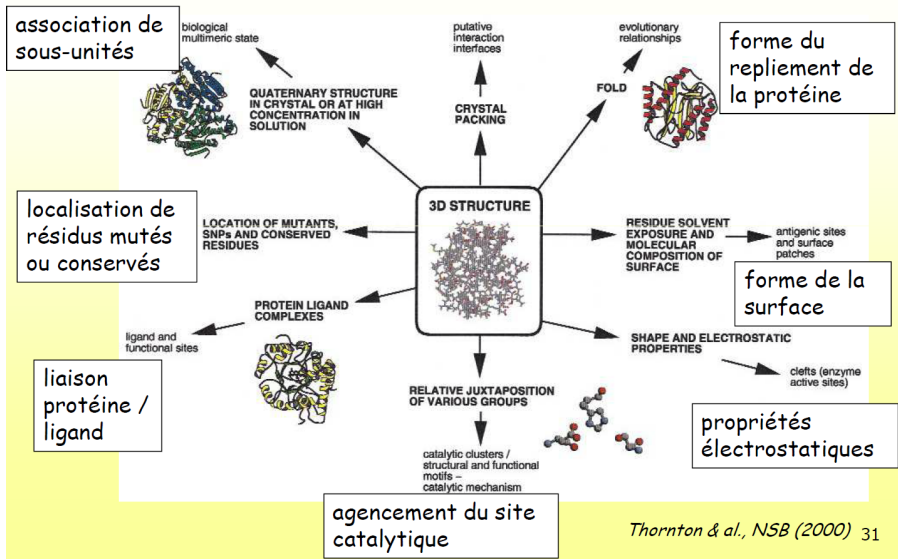 association de
sous-unités
biological
multimeric state
QUATERNARY STRUCTURE
IN CRYSTAL OR AT HIGH
CONCENTRATION IN
SOLUTION
putative
interaction
interfaces
CRYSTAL
PACKING
evolutionary
relationships
FOLD
forme du
repliement de
la protéine
localisation de
résidus mutés
ou conservés
LOCATION OF MUTANTS,
SNPs AND CONSERVED
RESIDUES
3D STRUCTURE
RESIDUE SOLVENT
EXPOSURE AND
MOLECULAR
COMPOSITION OF
SURFACE
antigenic sites
and surface
patches
forme de la
surface
PROTEIN LIGAND
COMPLEXES
ligand and
functional sites
liaison
protéine /
ligand
SHAPE AND ELECTROSTATIC
PROPERTIES
clefts (enzyme
active sites)
propriétés
électrostatiques
RELATIVE JUXTAPOSITION
OF VARIOUS GROUPS
catalytic clusters /
structural and functional
motifs –
catalytic mechanism
agencement du site
catalytique
Thornton & al., NSB (2000) 31